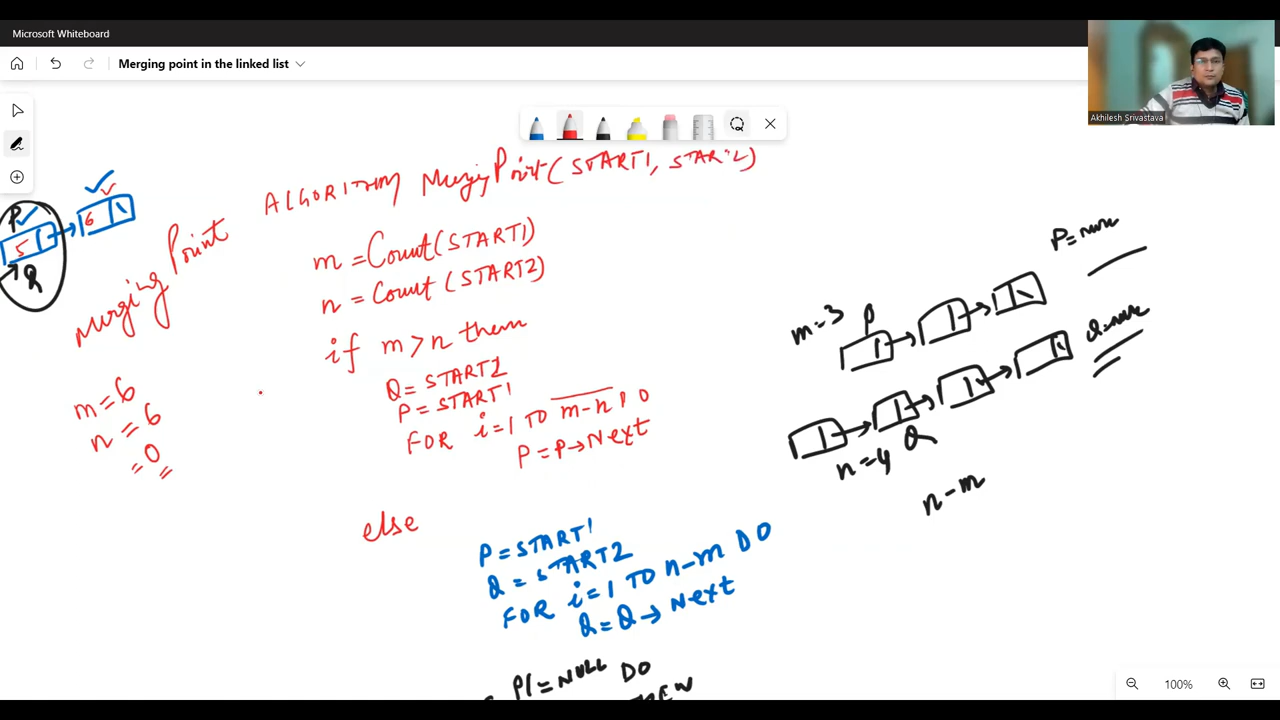 Microsoft Whiteboard
Merging point in the linked list
Akhilesh Srivastava
ALGORITHM MergingPoint(START1, START2)
P
5
6
Q
Merging Point
m = Count(START1)
n = Count(START2)
if m > n then
Q = START2
P = START1
FOR i=1 TO m-n DO
P = P→Next
m=6
n=6
=0
else
P = START1
Q = START2
FOR i=1 TO n-m DO
Q = Q → Next
P!=NULL DO
m=3
P
P=NULL
Q=NULL
n=4
Q
n-m
100%